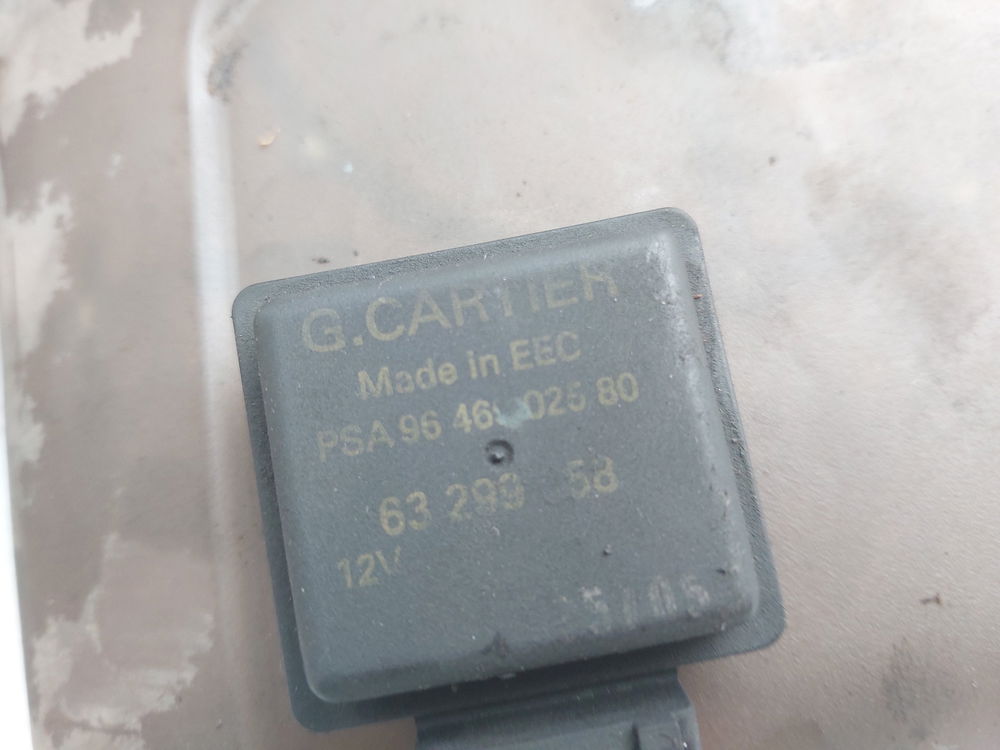 G.CARTIER
Made in EEC
PSA 96 025 80
63 58
12V